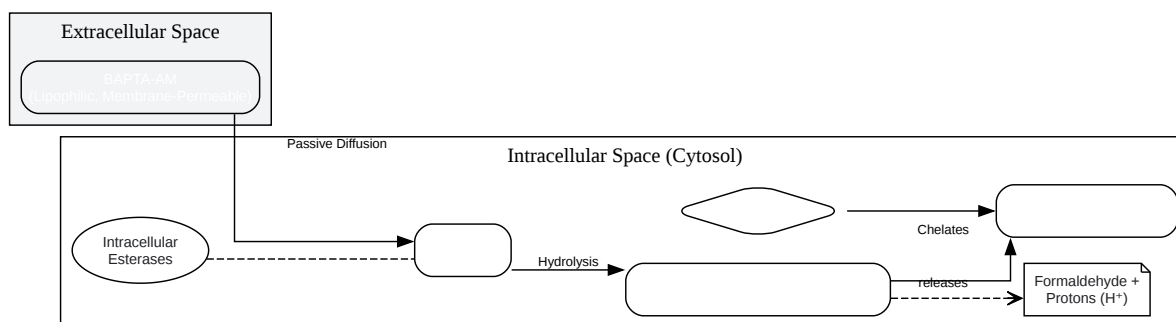 Extracellular Space
BAPTA-AM
(Lipophilic, Membrane-Permeable)
Passive Diffusion
Intracellular Space (Cytosol)
Chelates
Intracellular
Esterases
Hydrolysis
releases
Formaldehyde +
Protons (H⁺)